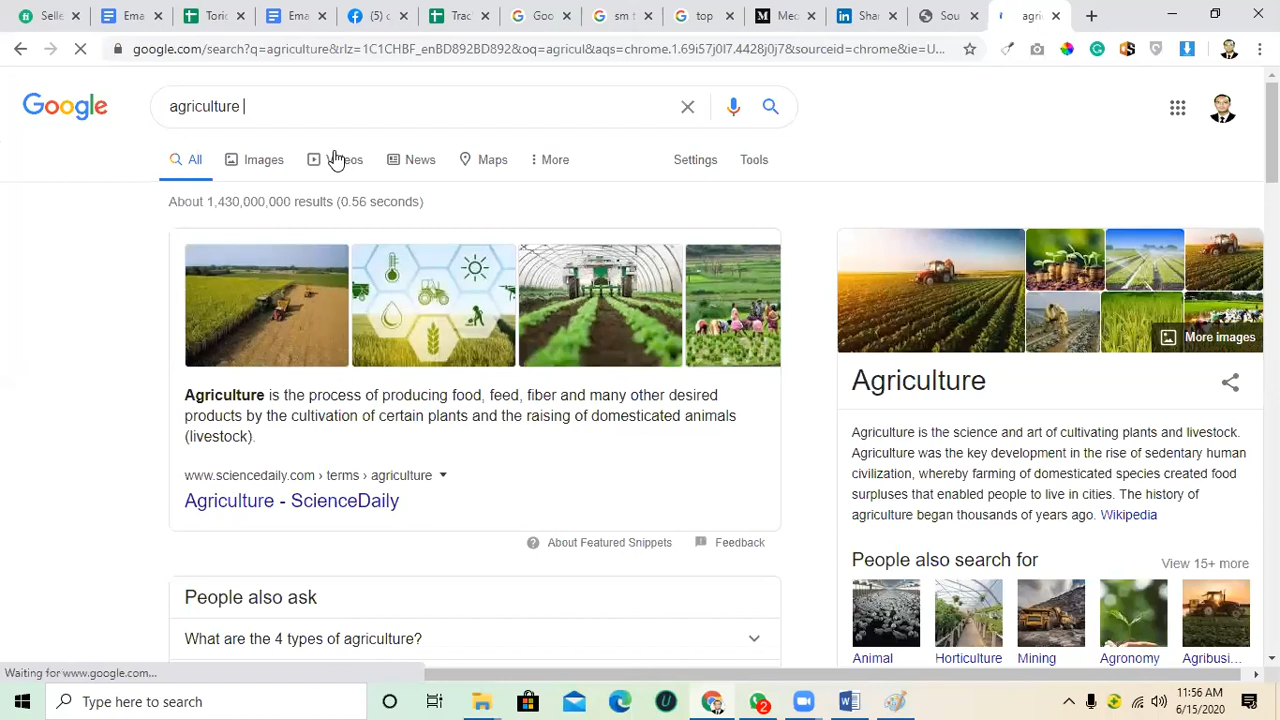 Selle
Ema
Toric
Ema
(5) c
Trac
Goo
sm t
top
Med
Shar
Sou
agri
google.com/search?q=agriculture&rlz=1C1CHBF_enBD892BD892&oq=agricul&aqs=chrome.1.69i57j0l7.4428j0j7&sourceid=chrome&ie=U...
Google
agriculture
All
Images
Videos
News
Maps
More
Settings
Tools
About 1,430,000,000 results (0.56 seconds)
More images
Agriculture is the process of producing food, feed, fiber and many other desired
products by the cultivation of certain plants and the raising of domesticated animals
(livestock).
www.sciencedaily.com › terms › agriculture
Agriculture - ScienceDaily
About Featured Snippets
Feedback
People also ask
What are the 4 types of agriculture?
Agriculture
Agriculture is the science and art of cultivating plants and livestock.
Agriculture was the key development in the rise of sedentary human
civilization, whereby farming of domesticated species created food
surpluses that enabled people to live in cities. The history of
agriculture began thousands of years ago. Wikipedia
People also search for
View 15+ more
Animal
Horticulture
Mining
Agronomy
Agribusi...
Waiting for www.google.com...
Type here to search
2
11:56 AM
6/15/2020